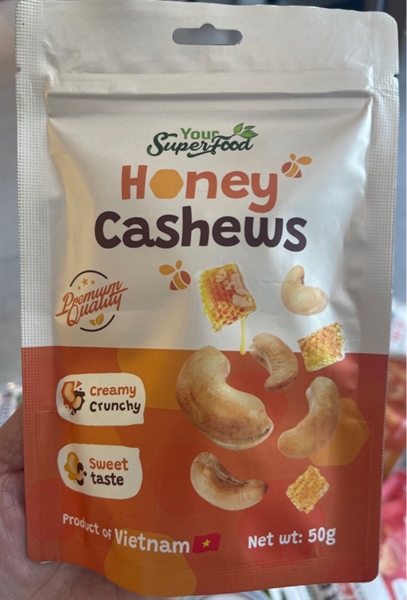 Your
SuperFood
Honey
Cashews
Premium
Quality
Creamy
Crunchy
Sweet
taste
Product of Vietnam
Net wt: 50g